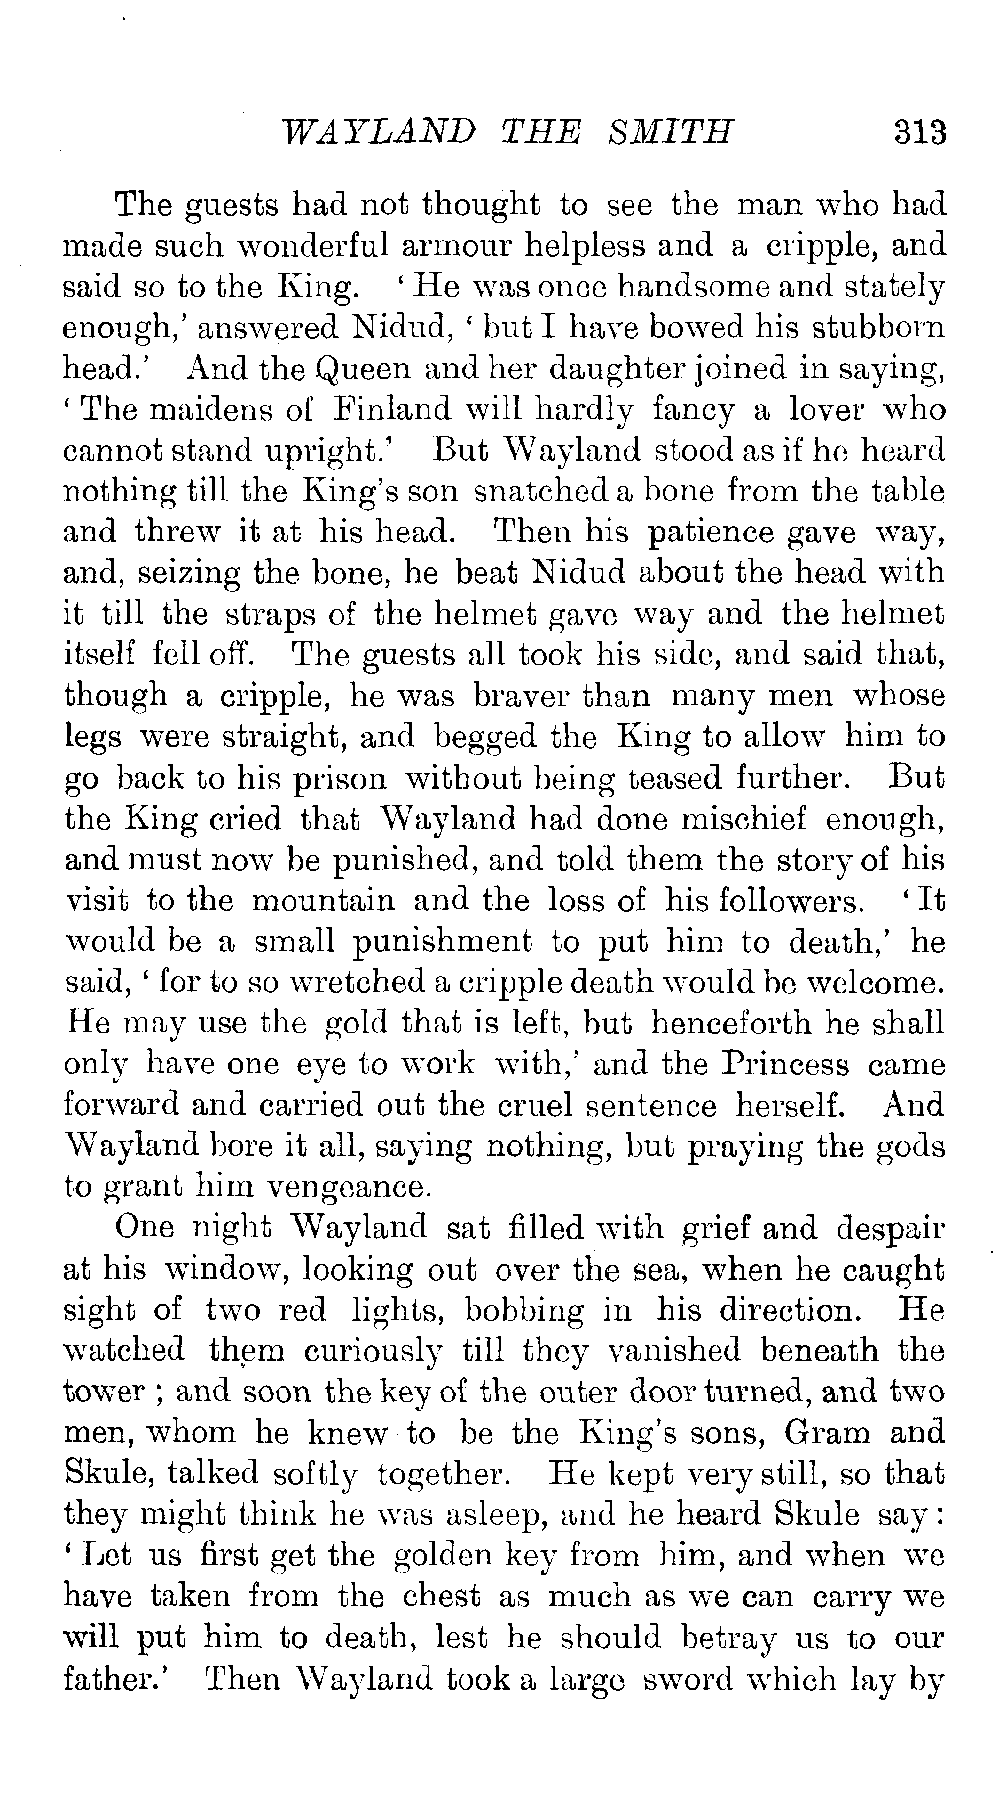 WAYLAND THE SMITH 313
The guests had not thought to see the man who had
made such wonderful armour helpless and a cripple, and
said so to the King. ‘ He was once handsome and stately
enough,’ answered Nidud, ‘ but I have bowed his stubborn
head.’ And the Queen and her daughter joined in saying,
‘ The maidens of Finland will hardly fancy a lover who
cannot stand upright.’ But Wayland stood as if he heard
nothing till the King’s son snatched a bone from the table
and threw it at his head. Then his patience gave way,
and, seizing the bone, he beat Nidud about the head with
it till the straps of the helmet gave way and the helmet
itself fell off. The guests all took his side, and said that,
though a cripple, he was braver than many men whose
legs were straight, and begged the King to allow him to
go back to his prison without being teased further. But
the King cried that Wayland had done mischief enough,
and must now be punished, and told them the story of his
visit to the mountain and the loss of his followers. ‘ It
would be a small punishment to put him to death,’ he
said, ‘ for to so wretched a cripple death would be welcome.
He may use the gold that is left, but henceforth he shall
only have one eye to work with,’ and the Princess came
forward and carried out the cruel sentence herself. And
Wayland bore it all, saying nothing, but praying the gods
to grant him vengeance.
One night Wayland sat filled with grief and despair
at his window, looking out over the sea, when he caught
sight of two red lights, bobbing in his direction. He
watched them curiously till they vanished beneath the
tower ; and soon the key of the outer door turned, and two
men, whom he knew to be the King’s sons, Gram and
Skule, talked softly together. He kept very still, so that
they might think he was asleep, and he heard Skule say :
‘ Let us first get the golden key from him, and when we
have taken from the chest as much as we can carry we
will put him to death, lest he should betray us to our
father.’ Then Wayland took a large sword which lay by